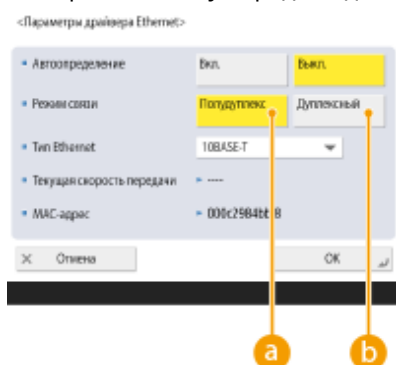 <Параметры драйвера Ethernet>
Автоопределение Вкл. Выкл.
Режим связи Полудуплекс Дуплексный
Тип Ethernet 10BASE-T
Текущая скорость передачи ----
MAC-адрес
× Отмена OK
a b